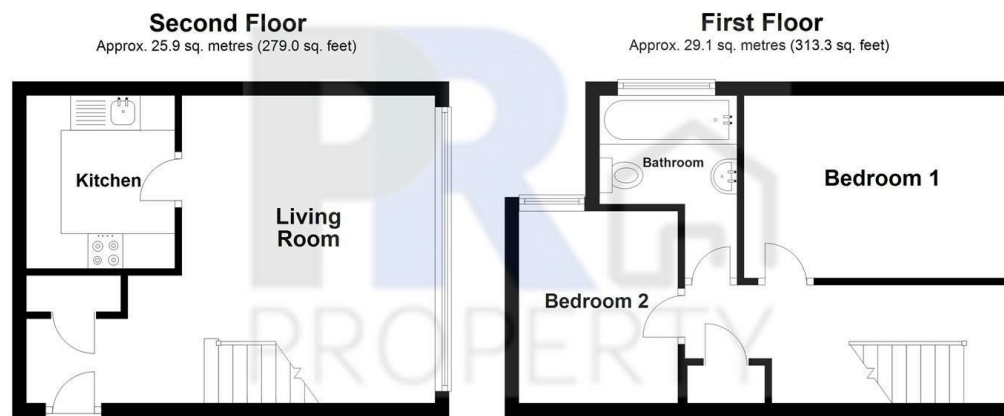 Second Floor
Approx. 25.9 sq. metres (279.0 sq. feet)
Kitchen
Living
Room
First Floor
Approx. 29.1 sq. metres (313.3 sq. feet)
Bathroom
Bedroom 1
Bedroom 2
PR
PROPERTY